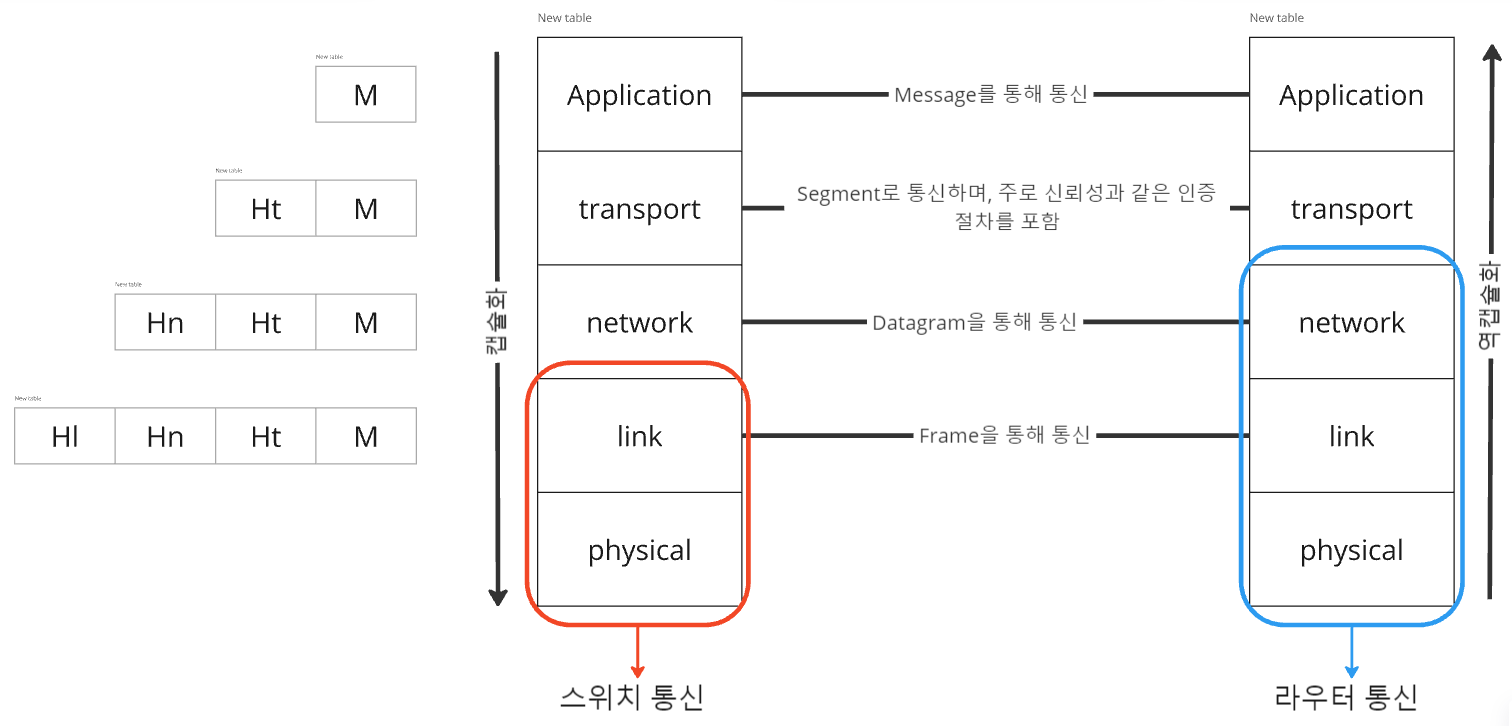 New table
M
New table
Ht M
New table
Hn Ht M
New table
Hl Hn Ht M
캡슐화
New table
Application
transport
network
link
physical
스위치 통신
Message를 통해 통신
Segment로 통신하며, 주로 신뢰성과 같은 인증
절차를 포함
Datagram을 통해 통신
Frame을 통해 통신
New table
Application
transport
network
link
physical
라우터 통신
역캡슐화